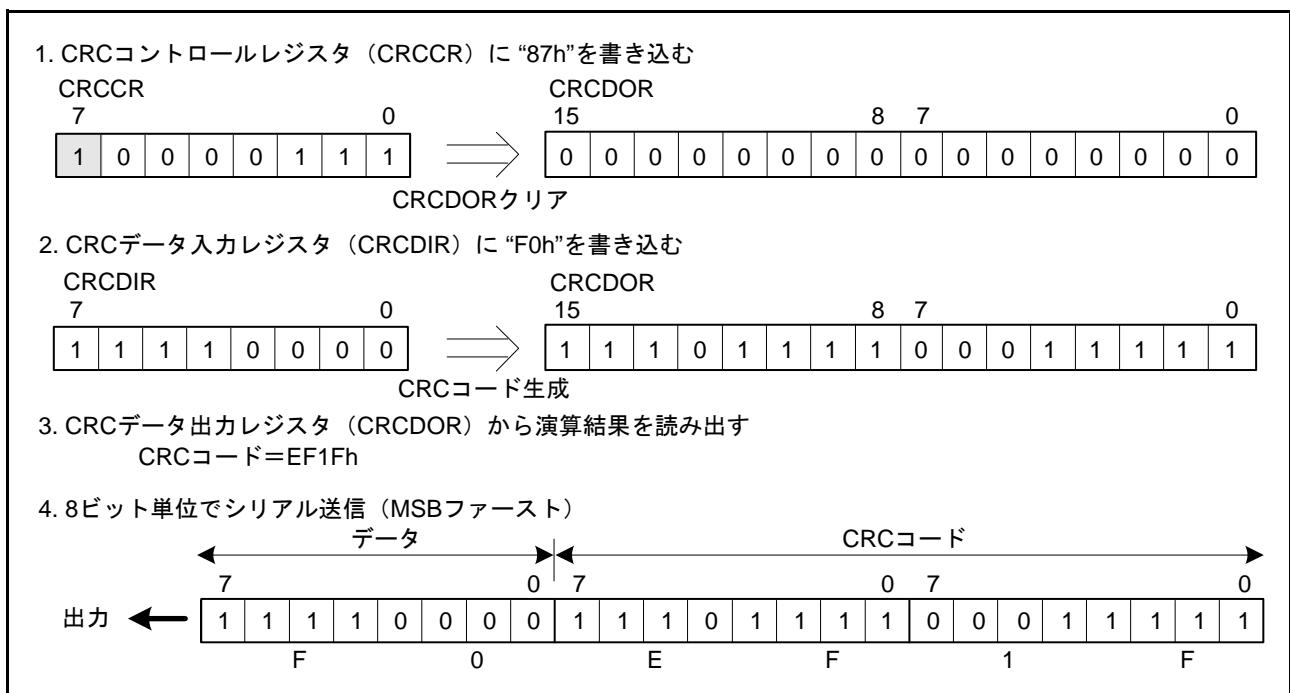 1. CRCコントロールレジスタ（CRCCR）に “87h”を書き込む
CRCCR CRCDOR
7 0 15 8 7 0
1 0 0 0 0 1 1 1 0 0 0 0 0 0 0 0 0 0 0 0 0 0 0 0
CRCDORクリア
2. CRCデータ入力レジスタ（CRCDIR）に “F0h”を書き込む
CRCDIR CRCDOR
7 0 15 8 7 0
1 1 1 1 0 0 0 0 1 1 1 0 1 1 1 1 0 0 0 1 1 1 1 1
CRCコード生成
3. CRCデータ出力レジスタ（CRCDOR）から演算結果を読み出す
CRCコード＝EF1Fh
4. 8ビット単位でシリアル送信（MSBファースト）
データ CRCコード
7 0 7 0 7 0
出力 1 1 1 1 0 0 0 0 1 1 1 0 1 1 1 1 0 0 0 1 1 1 1 1
F 0 E F 1 F